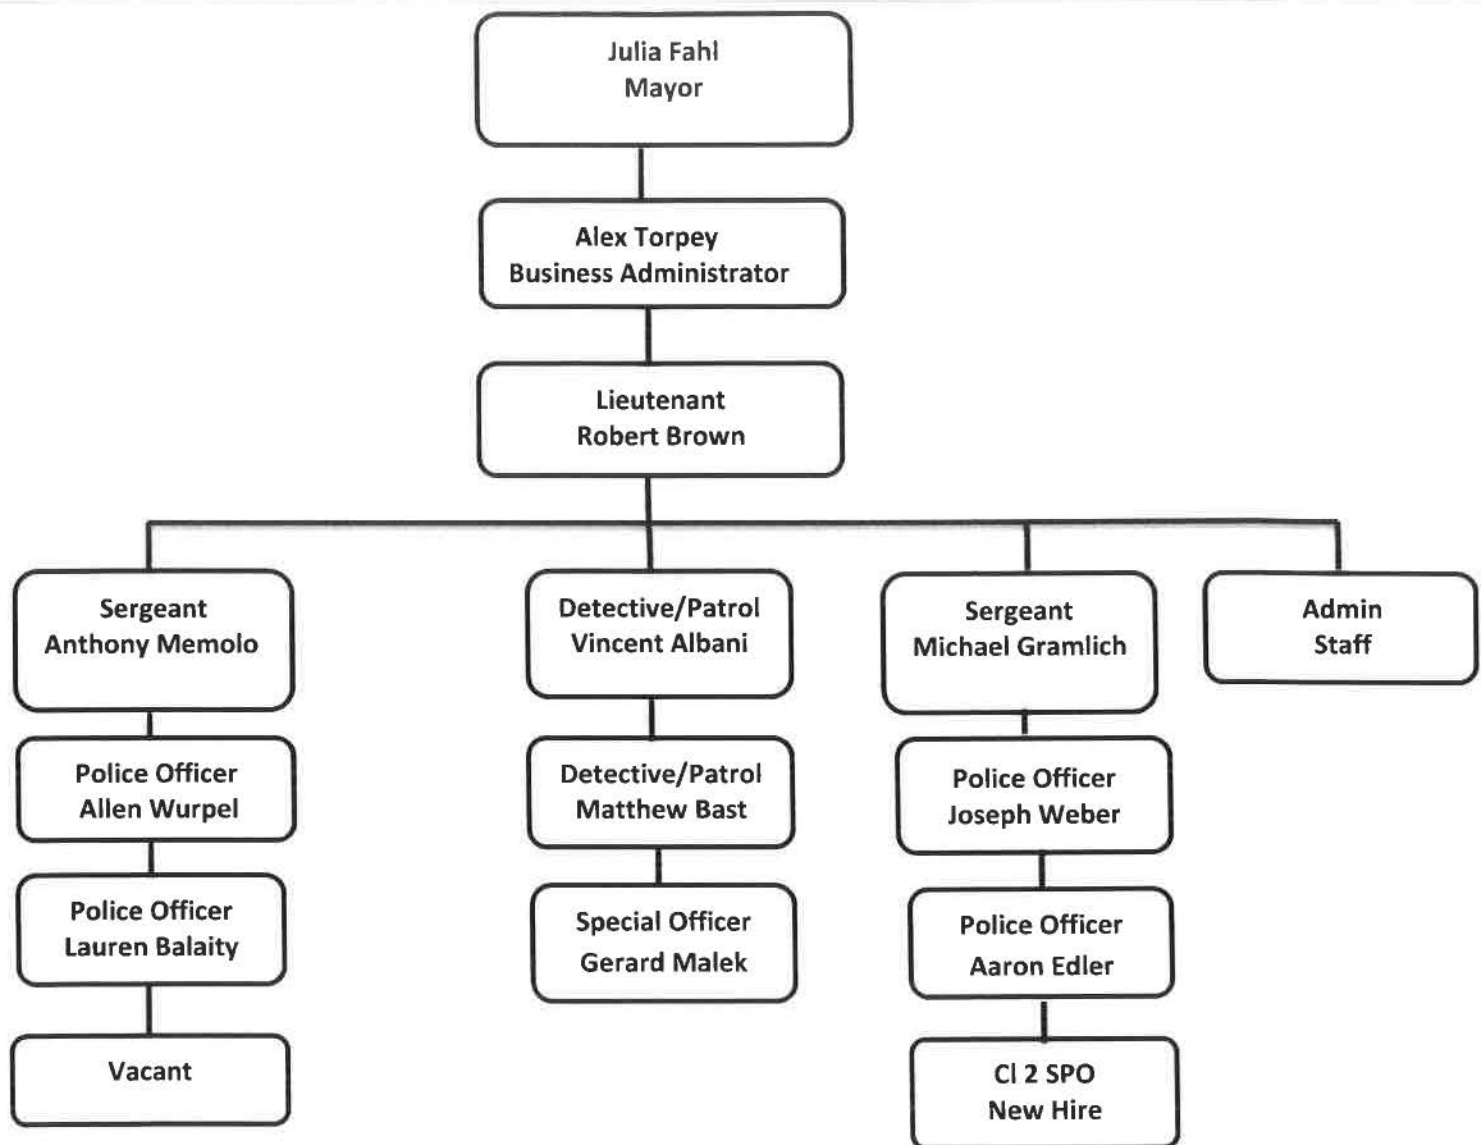 Julia Fahl
Mayor
Alex Torpey
Business Administrator
Lieutenant
Robert Brown
Sergeant
Anthony Memolo
Detective/Patrol
Vincent Albani
Sergeant
Michael Gramlich
Admin
Staff
Police Officer
Allen Wurpel
Detective/Patrol
Matthew Bast
Police Officer
Joseph Weber
Police Officer
Lauren Balaity
Special Officer
Gerard Malek
Police Officer
Aaron Edler
Vacant
Cl 2 SPO
New Hire